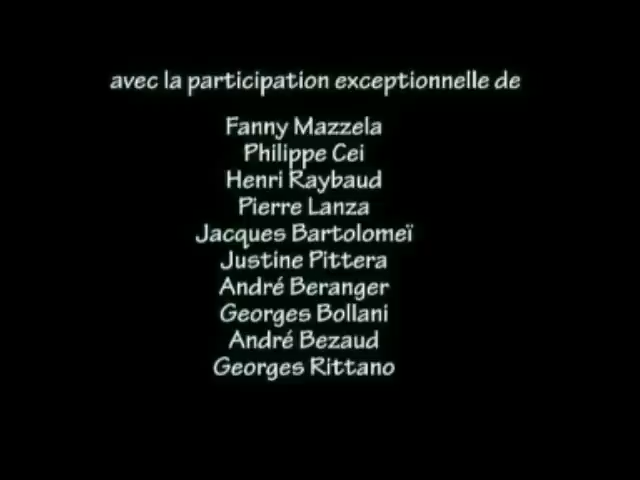 avec la participation exceptionnelle de
Fanny Mazzela
Philippe Cei
Henri Raybaud
Pierre Lanza
Jacques Bartolomeï
Justine Pittera
André Beranger
Georges Bollani
André Bezaud
Georges Rittano